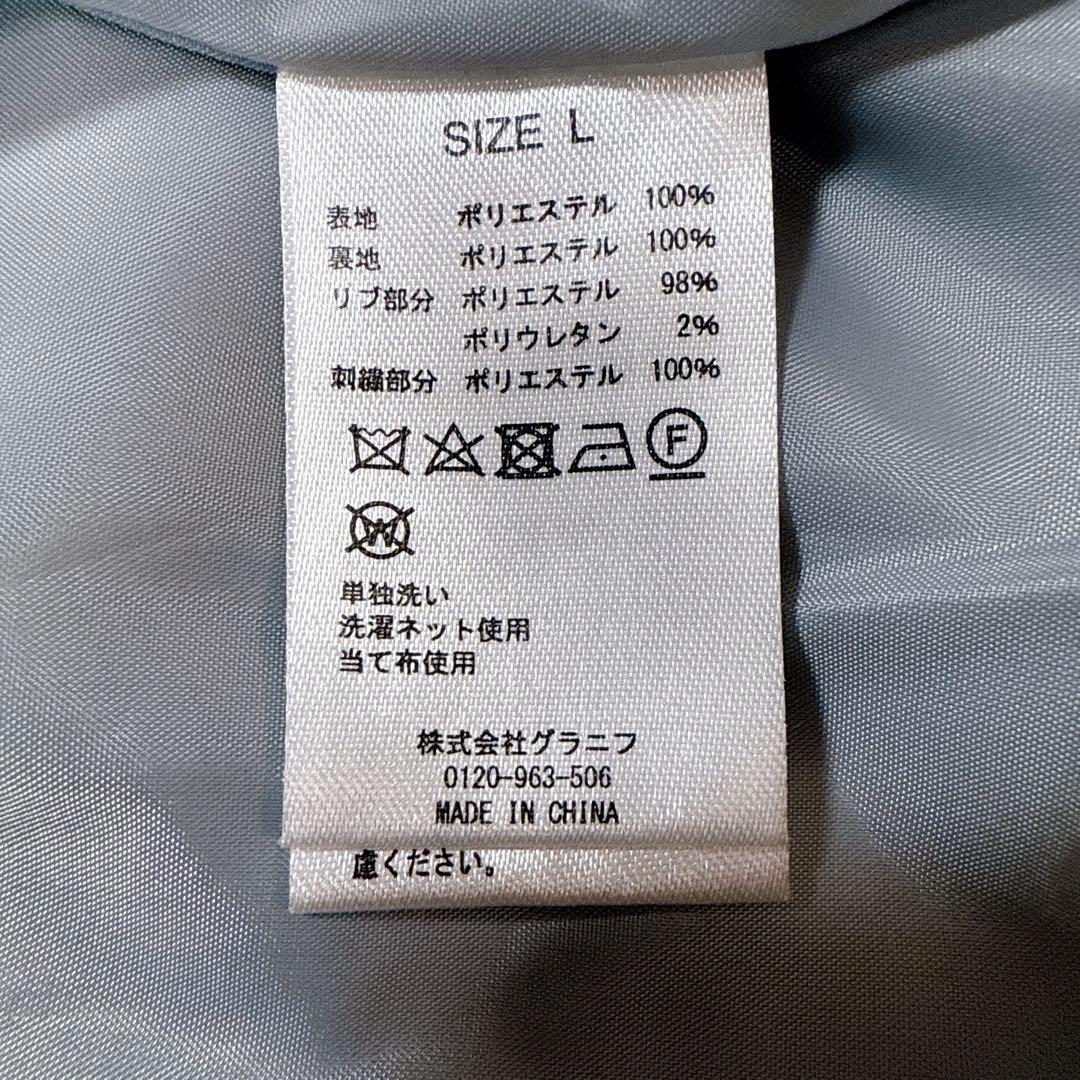 SIZE L
表地 ポリエステル 100%
裏地 ポリエステル 100%
リブ部分 ポリエステル 98%
ポリウレタン 2%
刺繍部分 ポリエステル 100%
F
W
単独洗い
洗濯ネット使用
当て布使用
株式会社グラニフ
0120-963-506
MADE IN CHINA
慮ください。